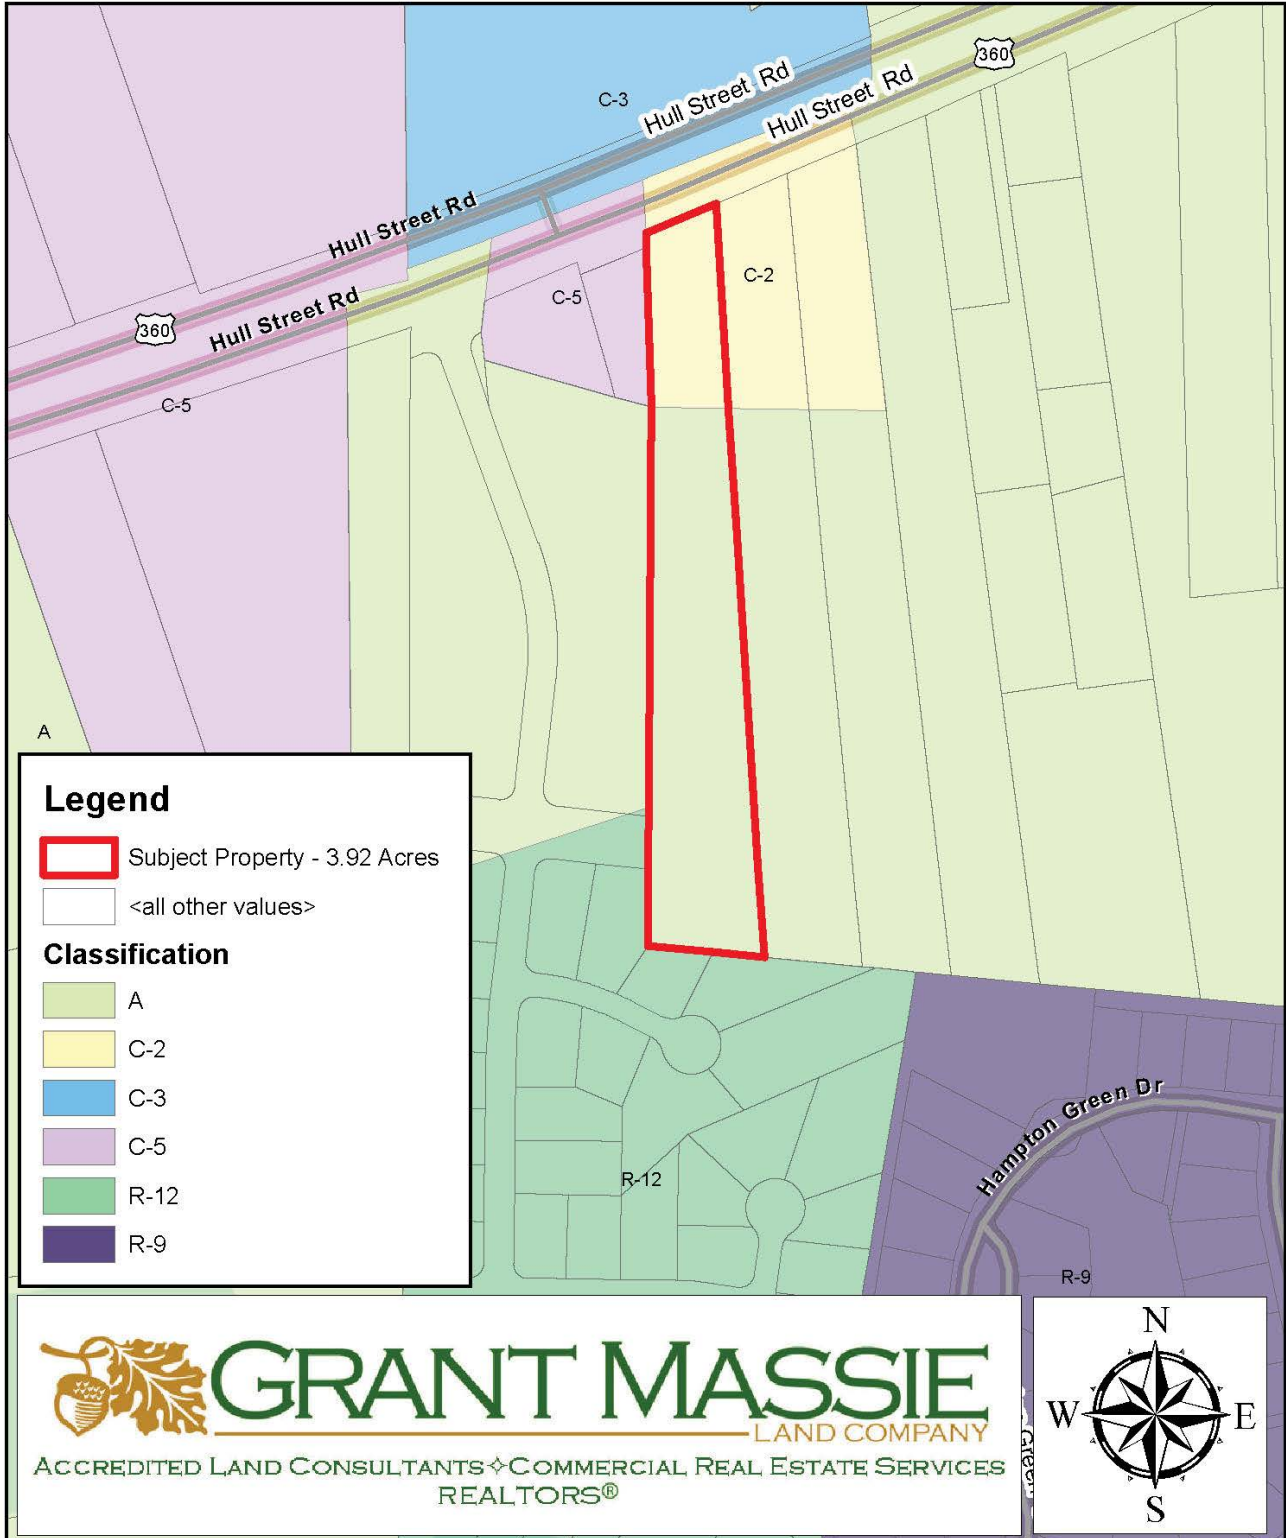 360
Hull Street Rd
C-3
Hull Street Rd
Hull Street Rd
C-2
C-5
Hull Street Rd
360
C-5
A
Legend
Subject Property - 3.92 Acres
<all other values>
Classification
A
C-2
C-3
C-5
R-12
R-9
Hampton Green Dr
R-12
R-9
GRANT MASSIE
LAND COMPANY
ACCREDITED LAND CONSULTANTS✧COMMERCIAL REAL ESTATE SERVICES
REALTORS®
N
W
E
S